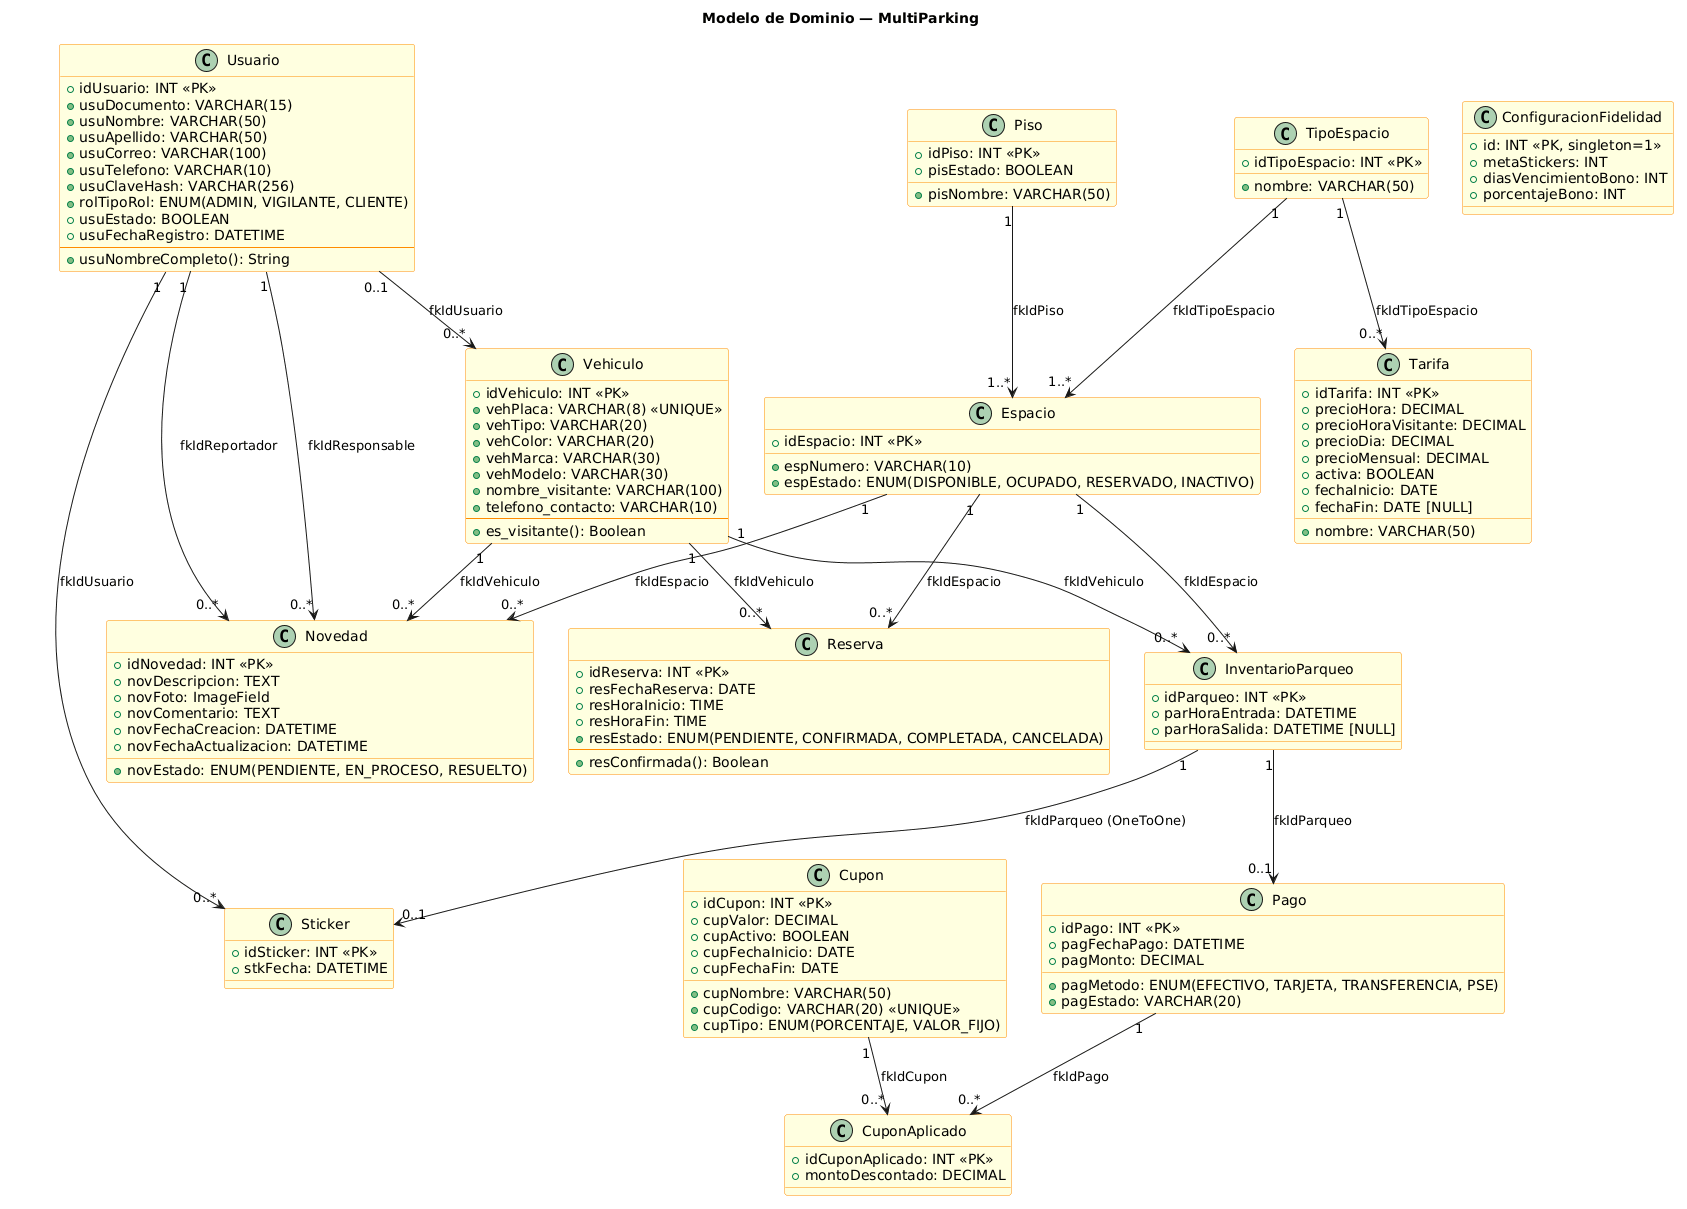 Modelo de Dominio — MultiParking
C Usuario
idUsuario: INT «PK»
usuDocumento: VARCHAR(15)
usuNombre: VARCHAR(50)
usuApellido: VARCHAR(50)
usuCorreo: VARCHAR(100)
usuTelefono: VARCHAR(10)
usuClaveHash: VARCHAR(256)
rolTipoRol: ENUM(ADMIN, VIGILANTE, CLIENTE)
usuEstado: BOOLEAN
usuFechaRegistro: DATETIME
usuNombreCompleto(): String
C Piso
idPiso: INT «PK»
pisEstado: BOOLEAN
pisNombre: VARCHAR(50)
C TipoEspacio
idTipoEspacio: INT «PK»
nombre: VARCHAR(50)
C ConfiguracionFidelidad
id: INT «PK, singleton=1»
metaStickers: INT
diasVencimientoBono: INT
porcentajeBono: INT
1
1
1
0..1
1
1
1
fkIdUsuario
fkIdPiso
fkIdTipoEspacio
fkIdTipoEspacio
0..*
1..*
1..*
0..*
C Vehiculo
idVehiculo: INT «PK»
vehPlaca: VARCHAR(8) «UNIQUE»
vehTipo: VARCHAR(20)
vehColor: VARCHAR(20)
vehMarca: VARCHAR(30)
vehModelo: VARCHAR(30)
nombre_visitante: VARCHAR(100)
telefono_contacto: VARCHAR(10)
es_visitante(): Boolean
C Espacio
idEspacio: INT «PK»
espNumero: VARCHAR(10)
espEstado: ENUM(DISPONIBLE, OCUPADO, RESERVADO, INACTIVO)
C Tarifa
idTarifa: INT «PK»
precioHora: DECIMAL
precioHoraVisitante: DECIMAL
precioDia: DECIMAL
precioMensual: DECIMAL
activa: BOOLEAN
fechaInicio: DATE
fechaFin: DATE [NULL]
nombre: VARCHAR(50)
fkIdReportador
fkIdResponsable
1
1
1
1
1
1
fkIdUsuario
fkIdVehiculo
fkIdEspacio
fkIdVehiculo
fkIdEspacio
fkIdVehiculo
fkIdEspacio
0..*
0..*
0..*
0..*
0..*
0..*
0..*
0..*
C Novedad
idNovedad: INT «PK»
novDescripcion: TEXT
novFoto: ImageField
novComentario: TEXT
novFechaCreacion: DATETIME
novFechaActualizacion: DATETIME
novEstado: ENUM(PENDIENTE, EN_PROCESO, RESUELTO)
C Reserva
idReserva: INT «PK»
resFechaReserva: DATE
resHoraInicio: TIME
resHoraFin: TIME
resEstado: ENUM(PENDIENTE, CONFIRMADA, COMPLETADA, CANCELADA)
resConfirmada(): Boolean
C InventarioParqueo
idParqueo: INT «PK»
parHoraEntrada: DATETIME
parHoraSalida: DATETIME [NULL]
1
1
fkIdParqueo (OneToOne)
fkIdParqueo
0..*
0..1
0..1
C Sticker
idSticker: INT «PK»
stkFecha: DATETIME
C Cupon
idCupon: INT «PK»
cupValor: DECIMAL
cupActivo: BOOLEAN
cupFechaInicio: DATE
cupFechaFin: DATE
cupNombre: VARCHAR(50)
cupCodigo: VARCHAR(20) «UNIQUE»
cupTipo: ENUM(PORCENTAJE, VALOR_FIJO)
C Pago
idPago: INT «PK»
pagFechaPago: DATETIME
pagMonto: DECIMAL
pagMetodo: ENUM(EFECTIVO, TARJETA, TRANSFERENCIA, PSE)
pagEstado: VARCHAR(20)
1
1
fkIdCupon
fkIdPago
0..*
0..*
C CuponAplicado
idCuponAplicado: INT «PK»
montoDescontado: DECIMAL